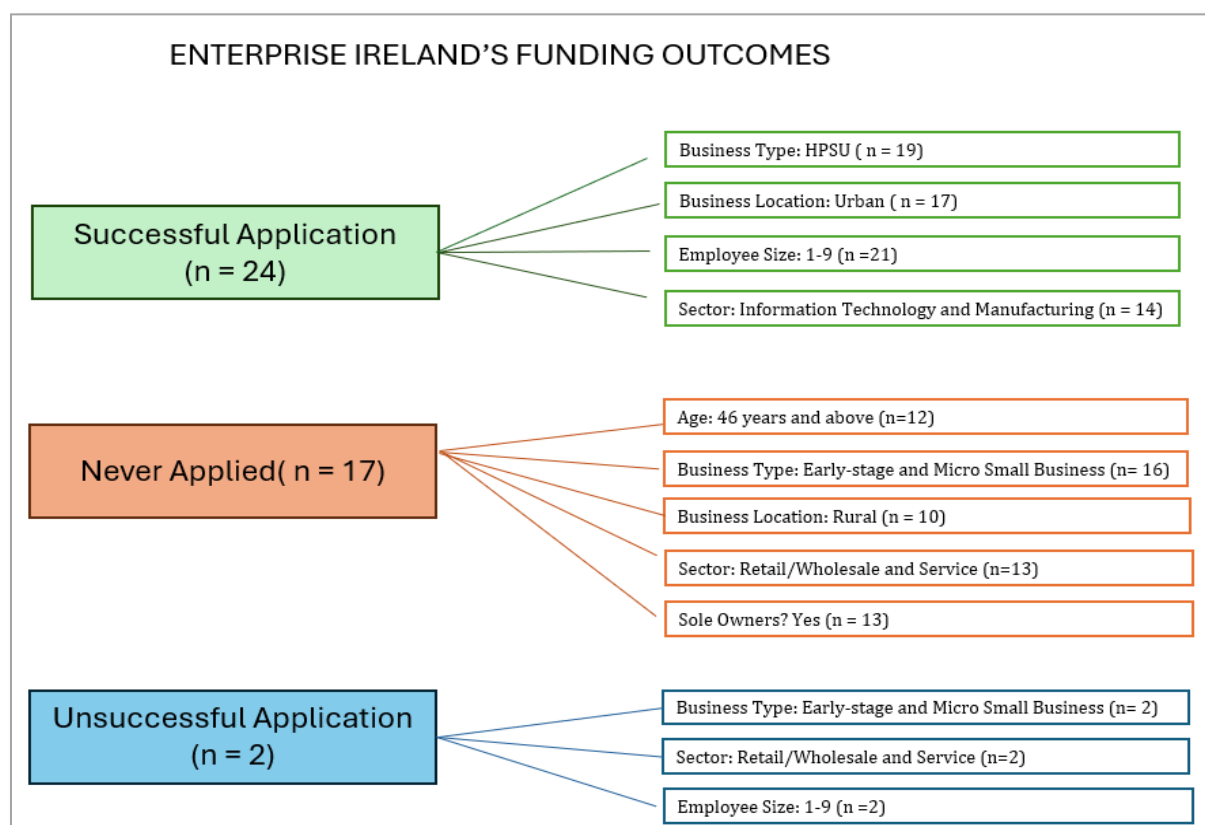 ENTERPRISE IRELAND’S FUNDING OUTCOMES
Successful Application
(n = 24)
Business Type: HPSU ( n = 19)
Business Location: Urban ( n = 17)
Employee Size: 1-9 (n =21)
Sector: Information Technology and Manufacturing (n = 14)
Never Applied( n = 17)
Age: 46 years and above (n=12)
Business Type: Early-stage and Micro Small Business (n= 16)
Business Location: Rural (n = 10)
Sector: Retail/Wholesale and Service (n=13)
Sole Owners? Yes (n = 13)
Unsuccessful Application
(n = 2)
Business Type: Early-stage and Micro Small Business (n= 2)
Sector: Retail/Wholesale and Service (n=2)
Employee Size: 1-9 (n =2)